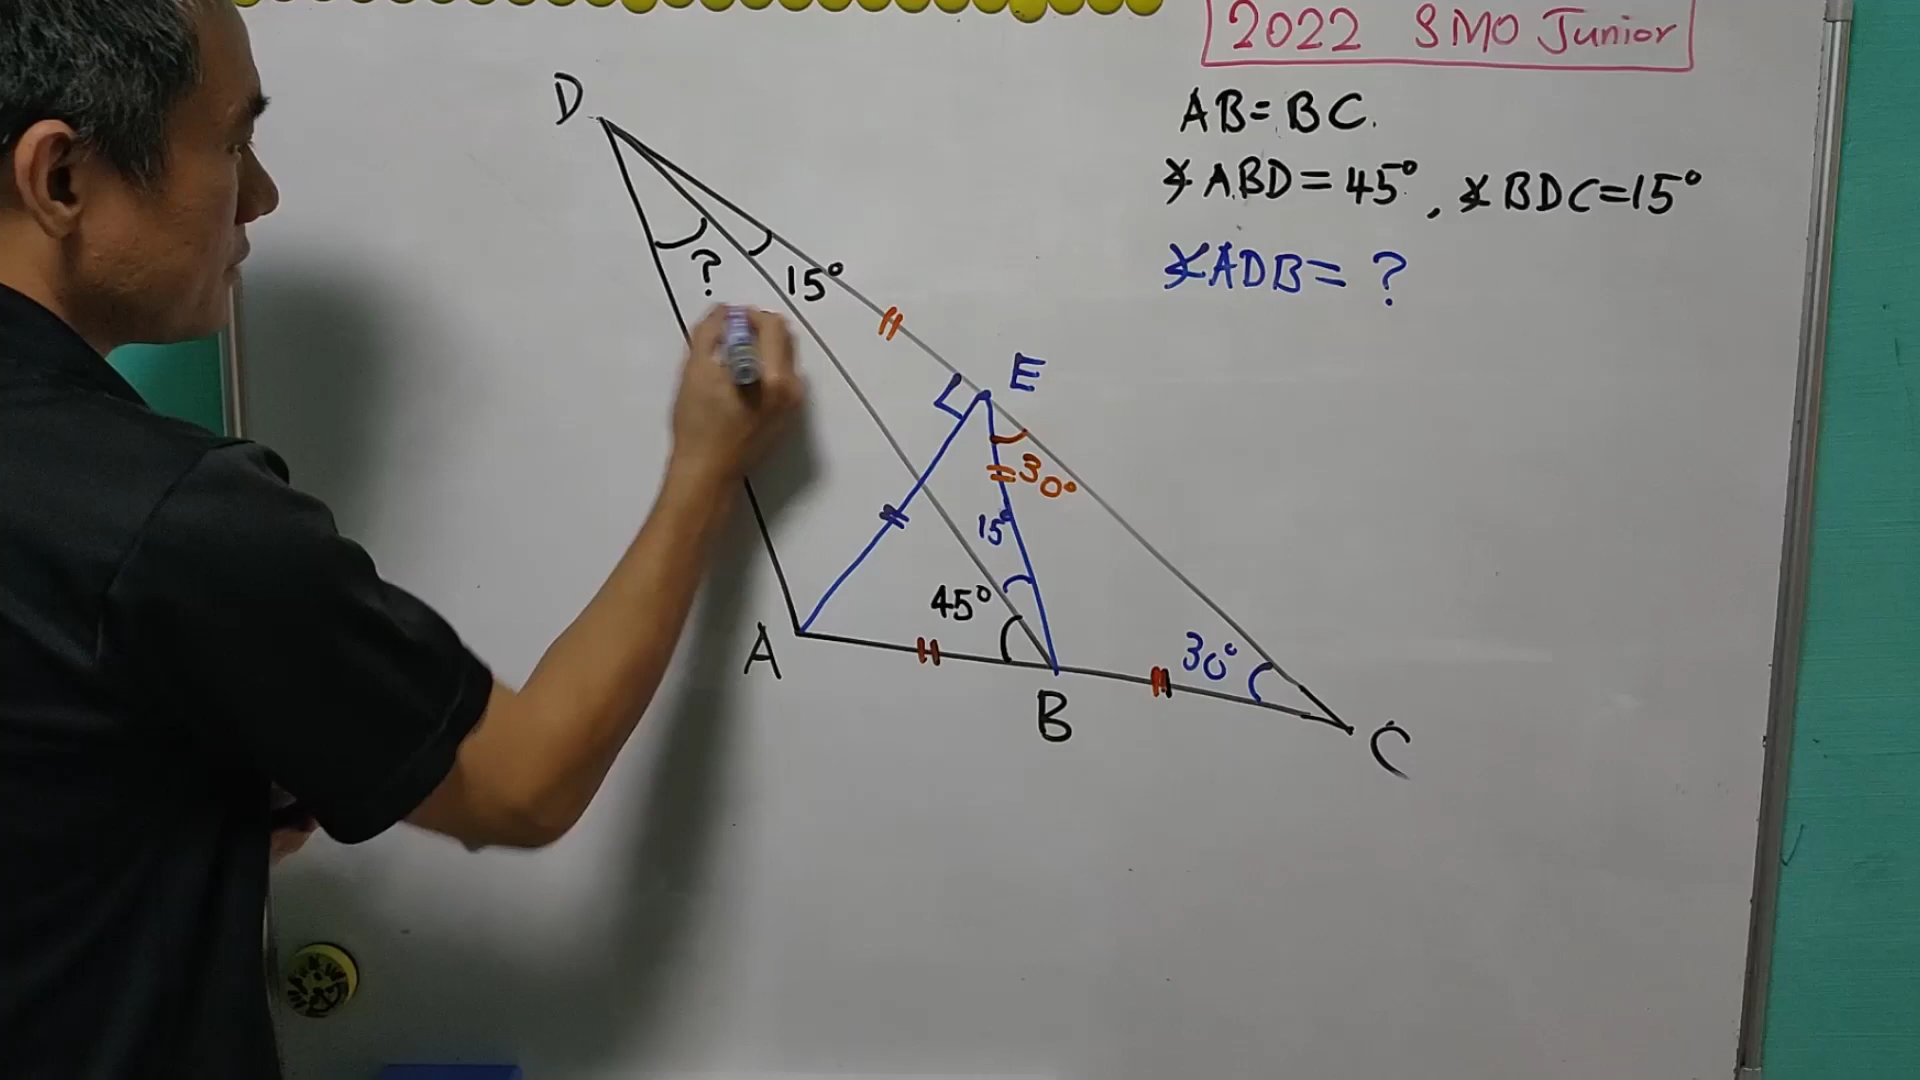 2022 SMO Junior
D
AB=BC.
∡ABD=45°, ∡BDC=15°
?
15°
∡ADB= ?
E
30°
15°
45°
A
30°
B
C